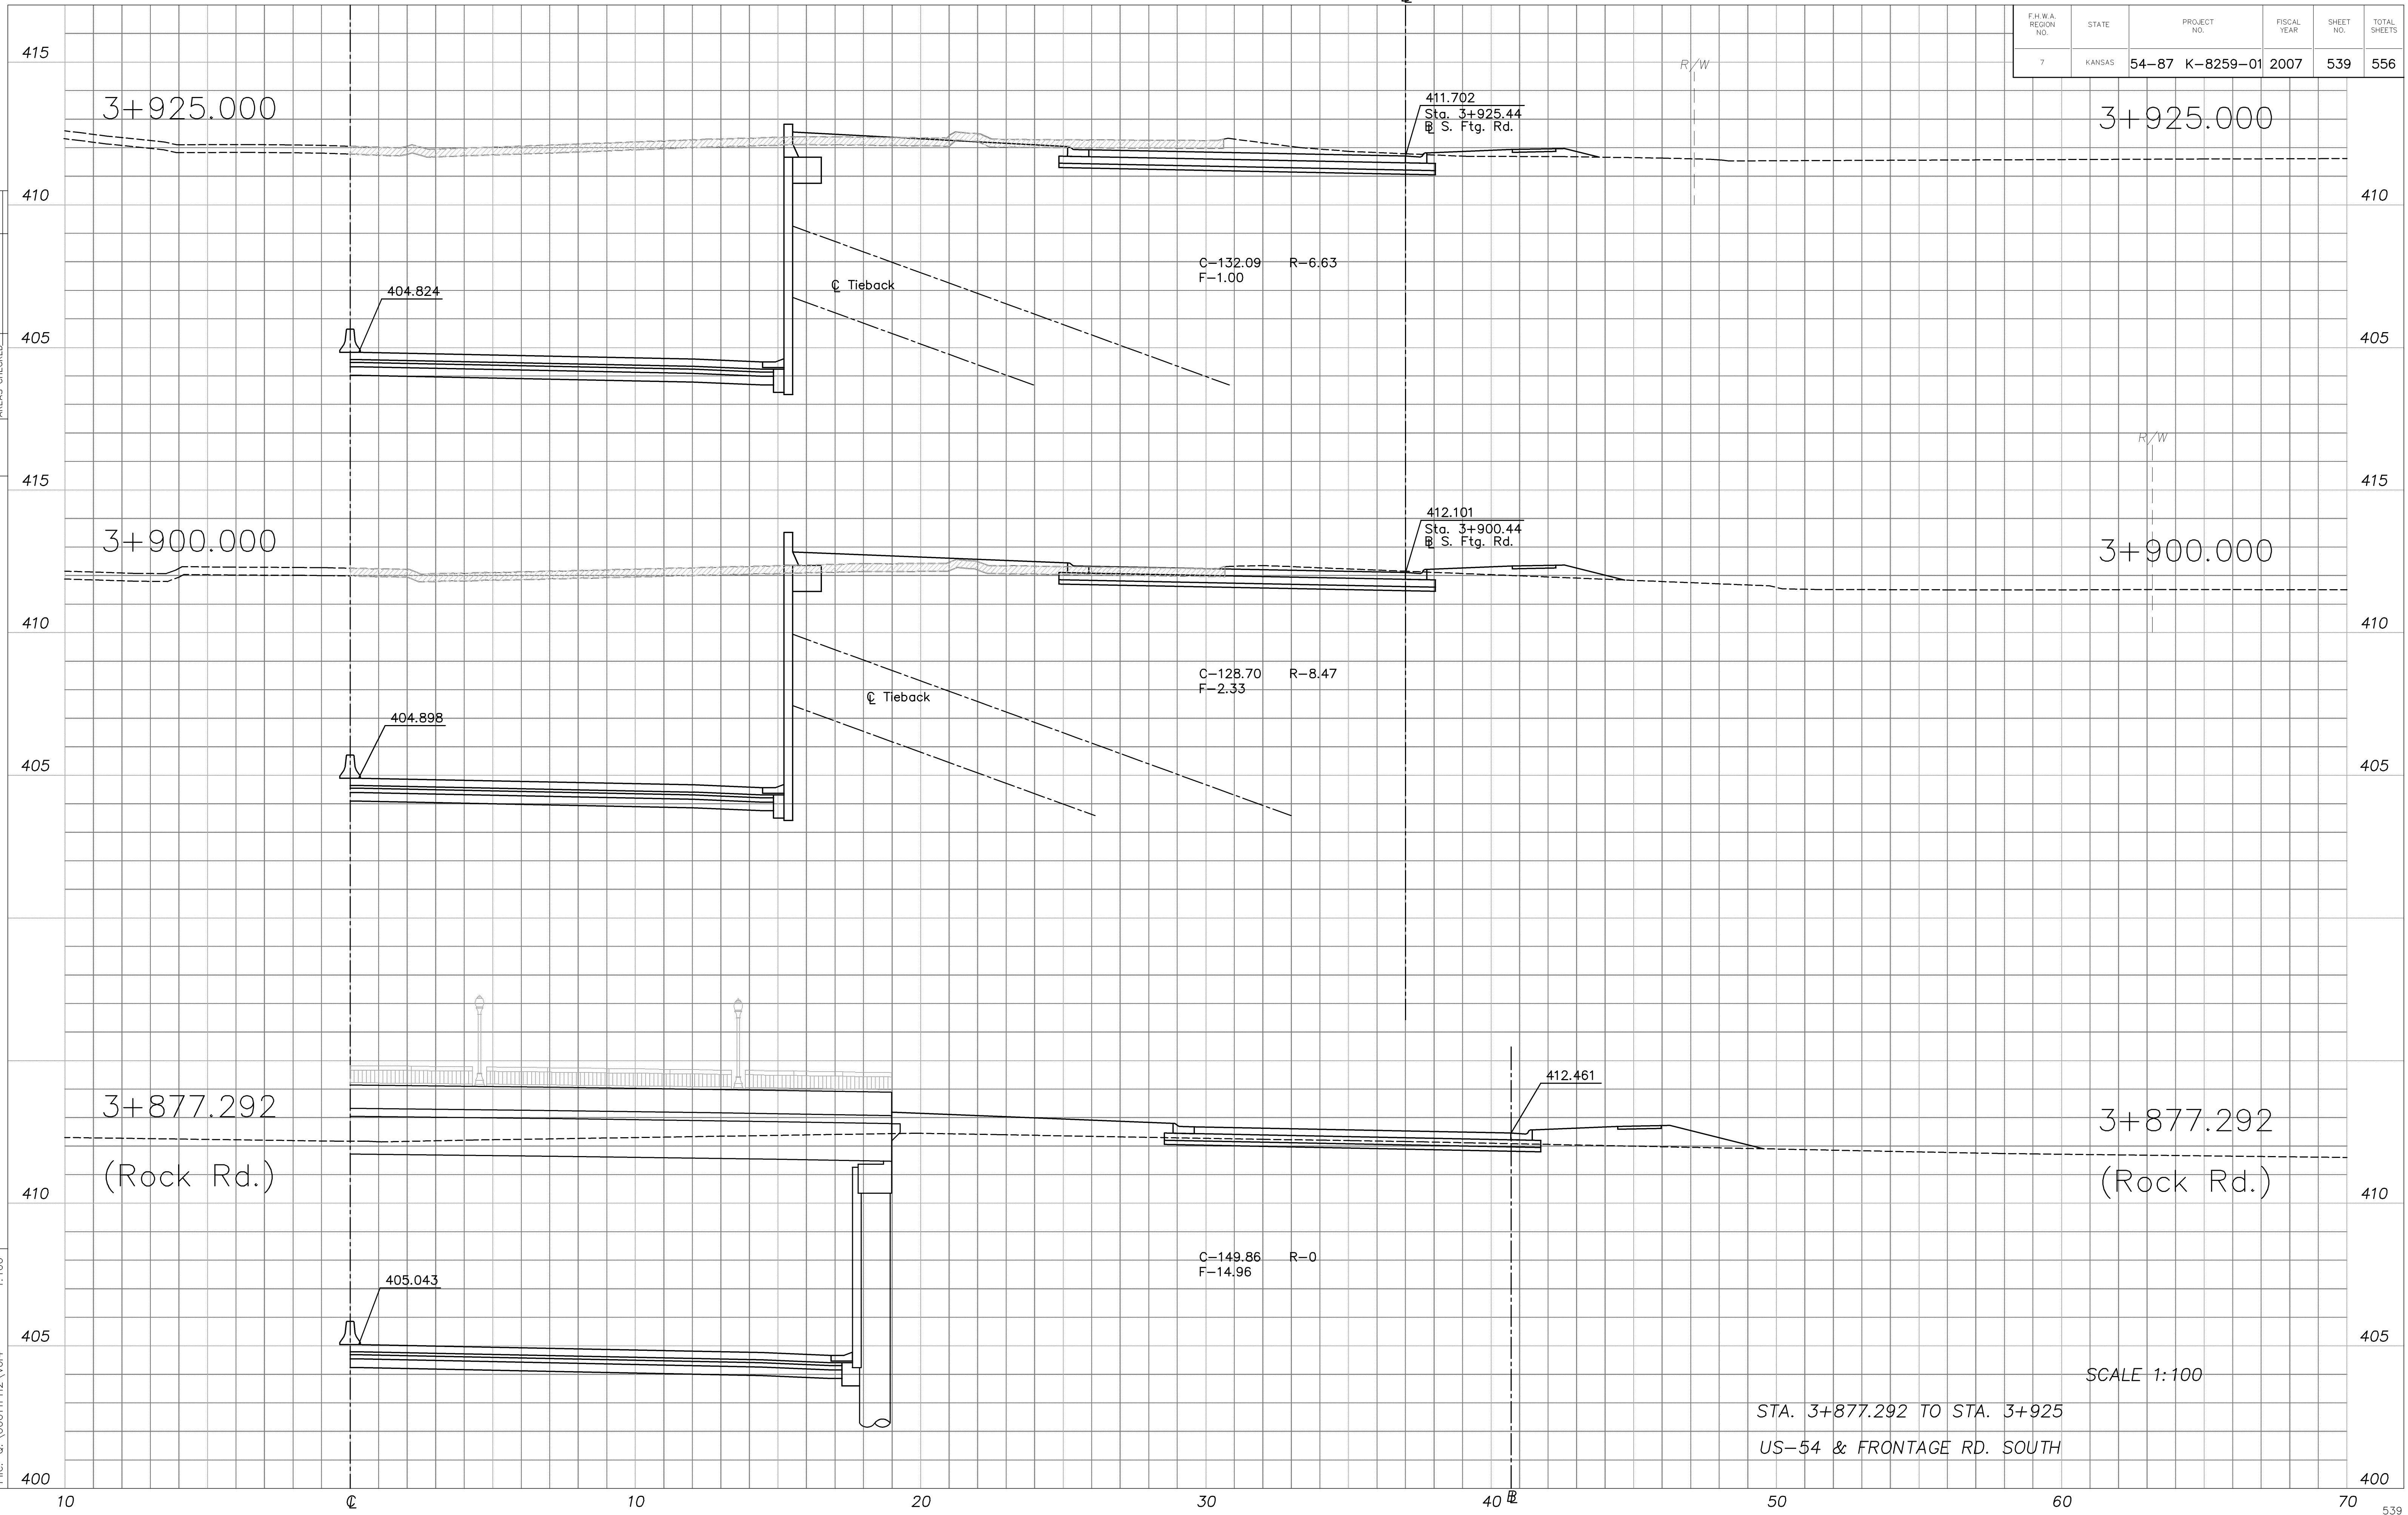 F.H.W.A. REGION NO. STATE PROJECT NO. FISCAL YEAR SHEET NO. TOTAL SHEETS
7 KANSAS 54-87 K-8259-01 2007 539 556
415
R/W
3+925.000
411.702
Sta. 3+925.44
BL S. Ftg. Rd.
3+925.000
410
410
C-132.09 R-6.63
F-1.00
CL Tieback
404.824
405
405
R/W
415
415
3+900.000
412.101
Sta. 3+900.44
BL S. Ftg. Rd.
3+900.000
410
410
C-128.70 R-8.47
F-2.33
CL Tieback
404.898
405
405
412.461
3+877.292
(Rock Rd.)
3+877.292
(Rock Rd.)
410
410
C-149.86 R-0
F-14.96
405.043
405
405
SCALE 1:100
STA. 3+877.292 TO STA. 3+925
US-54 & FRONTAGE RD. SOUTH
400
400
10 CL 10 20 30 40 BL 50 60 70
539